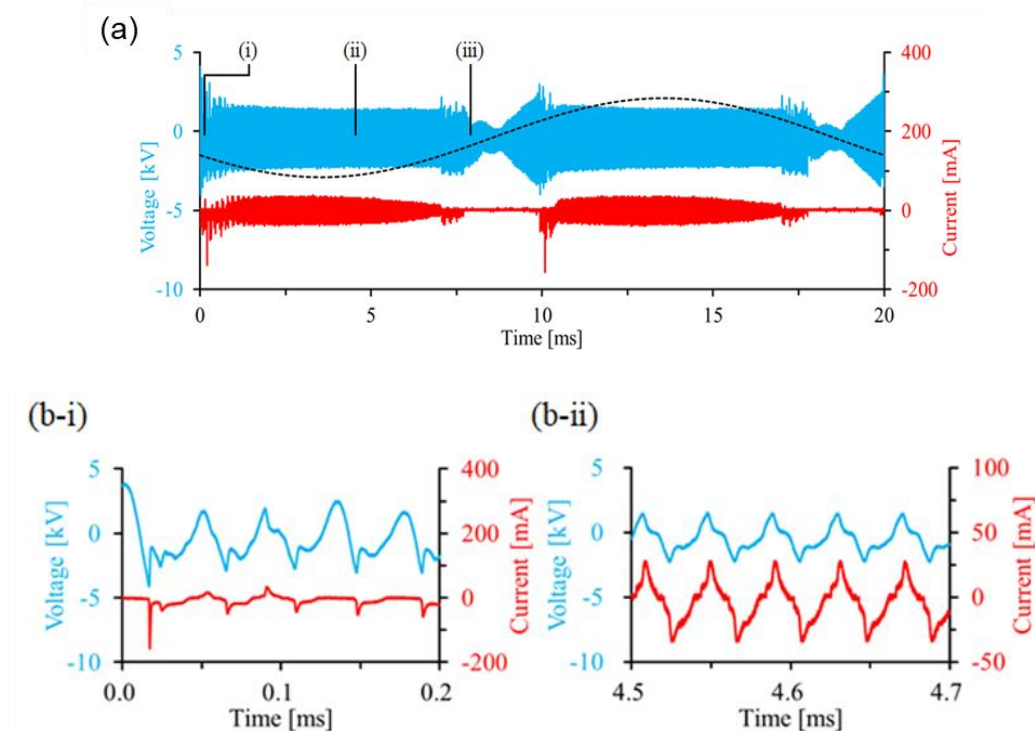 (a)
(i) (ii) (iii)
5 400
0 200
-5 0
-10 -200
Voltage [kV]
Current [mA]
0 5 10 15 20
Time [ms]
(b-i)
5 400
0 200
-5 0
-10 -200
Voltage [kV]
Current [mA]
0.0 0.1 0.2
Time [ms]
(b-ii)
5 100
0 50
-5 0
-10 -50
Voltage [kV]
Current [mA]
4.5 4.6 4.7
Time [ms]